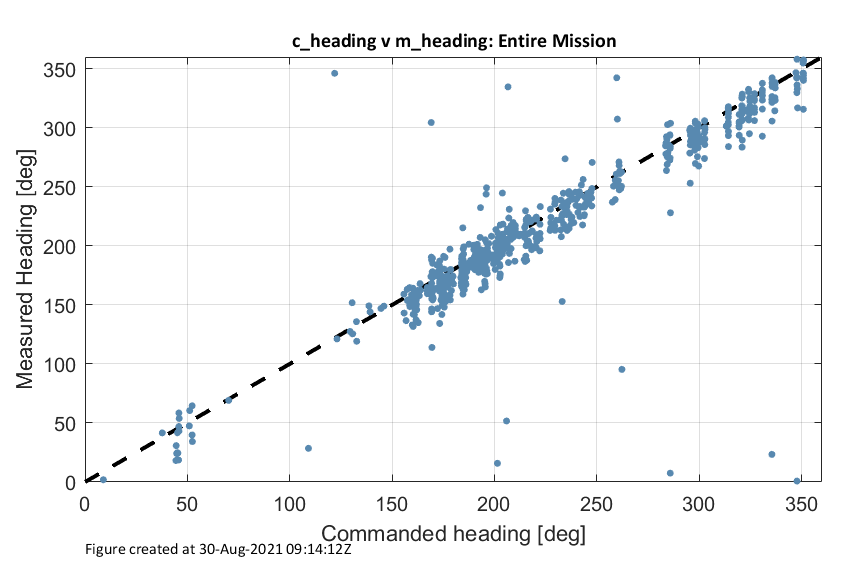 c_heading v m_heading: Entire Mission
350
300
250
200
150
100
50
0
Measured Heading [deg]
0 50 100 150 200 250 300 350
Commanded heading [deg]
Figure created at 30-Aug-2021 09:14:12Z